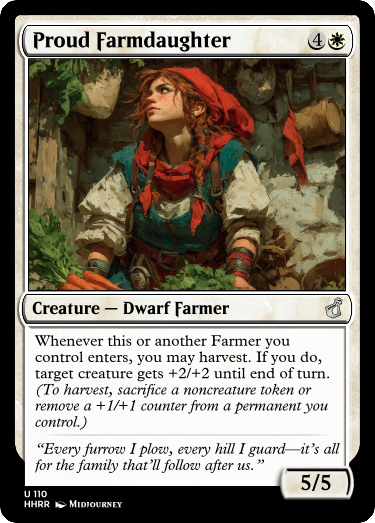 Proud Farmdaughter 4
Creature — Dwarf Farmer
Whenever this or another Farmer you
control enters, you may harvest. If you do,
target creature gets +2/+2 until end of turn.
(To harvest, sacrifice a noncreature token or
remove a +1/+1 counter from a permanent you
control.)
“Every furrow I plow, every hill I guard—it’s all
for the family that’ll follow after us.”
5/5
U 110
HHRR Midjourney